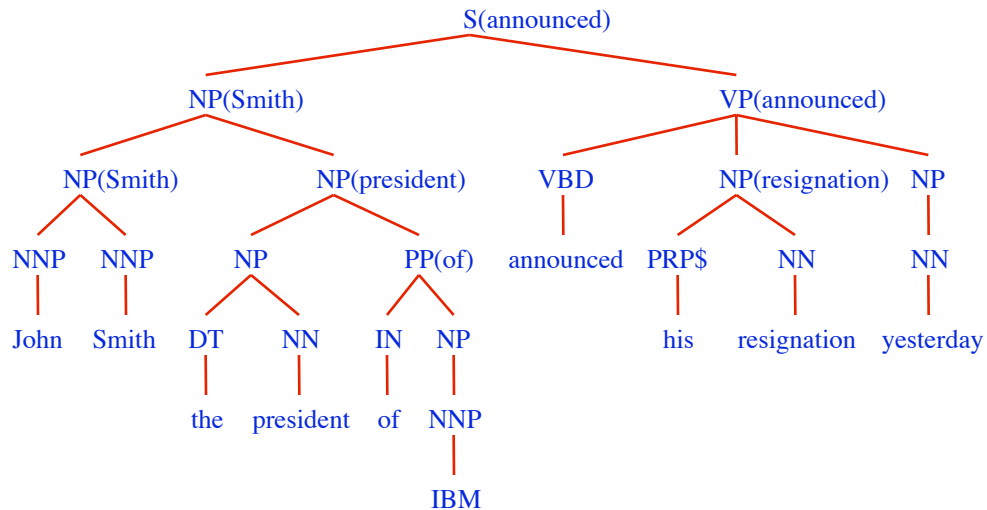 S(announced)
NP(Smith) VP(announced)
NP(Smith) NP(president) VBD NP(resignation) NP
NNP NNP NP PP(of) announced PRP$ NN NN
John Smith DT NN IN NP his resignation yesterday
the president of NNP
IBM